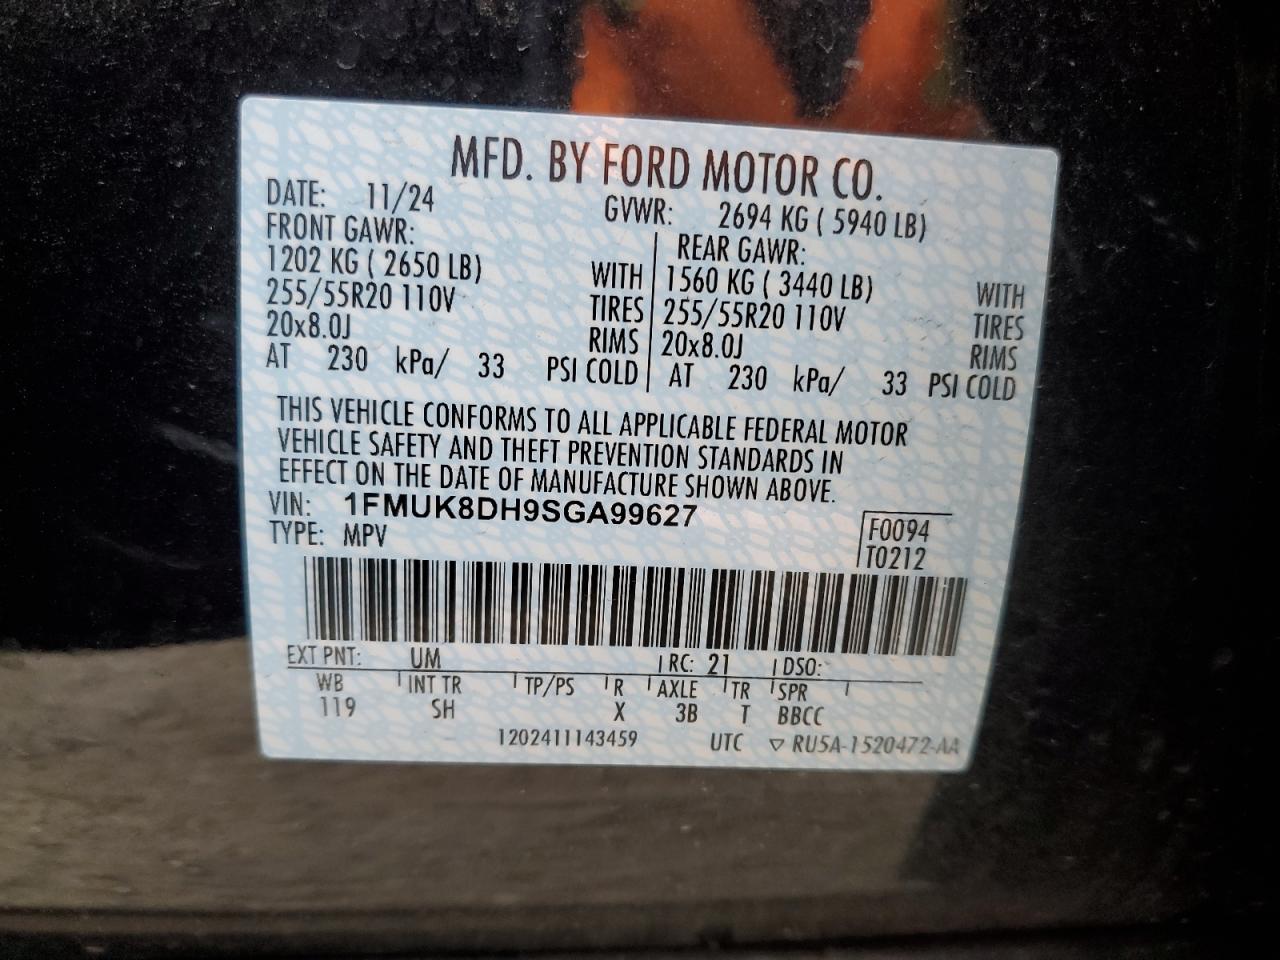 MFD. BY FORD MOTOR CO.
DATE: 11/24 GVWR: 2694 KG ( 5940 LB)
FRONT GAWR: REAR GAWR:
1202 KG ( 2650 LB) WITH 1560 KG ( 3440 LB) WITH
255/55R20 110V TIRES 255/55R20 110V TIRES
20x8.0J RIMS 20x8.0J RIMS
AT 230 kPa/ 33 PSI COLD AT 230 kPa/ 33 PSI COLD
THIS VEHICLE CONFORMS TO ALL APPLICABLE FEDERAL MOTOR
VEHICLE SAFETY AND THEFT PREVENTION STANDARDS IN
EFFECT ON THE DATE OF MANUFACTURE SHOWN ABOVE.
VIN: 1FMUK8DH9SGA99627
TYPE: MPV
F0094
T0212
EXT PNT: UM RC: 21 DSO:
WB INT TR TP/PS R AXLE TR SPR
119 SH X 3B T BBCC
1202411143459 UTC ▽ RU5A-1520472-AA